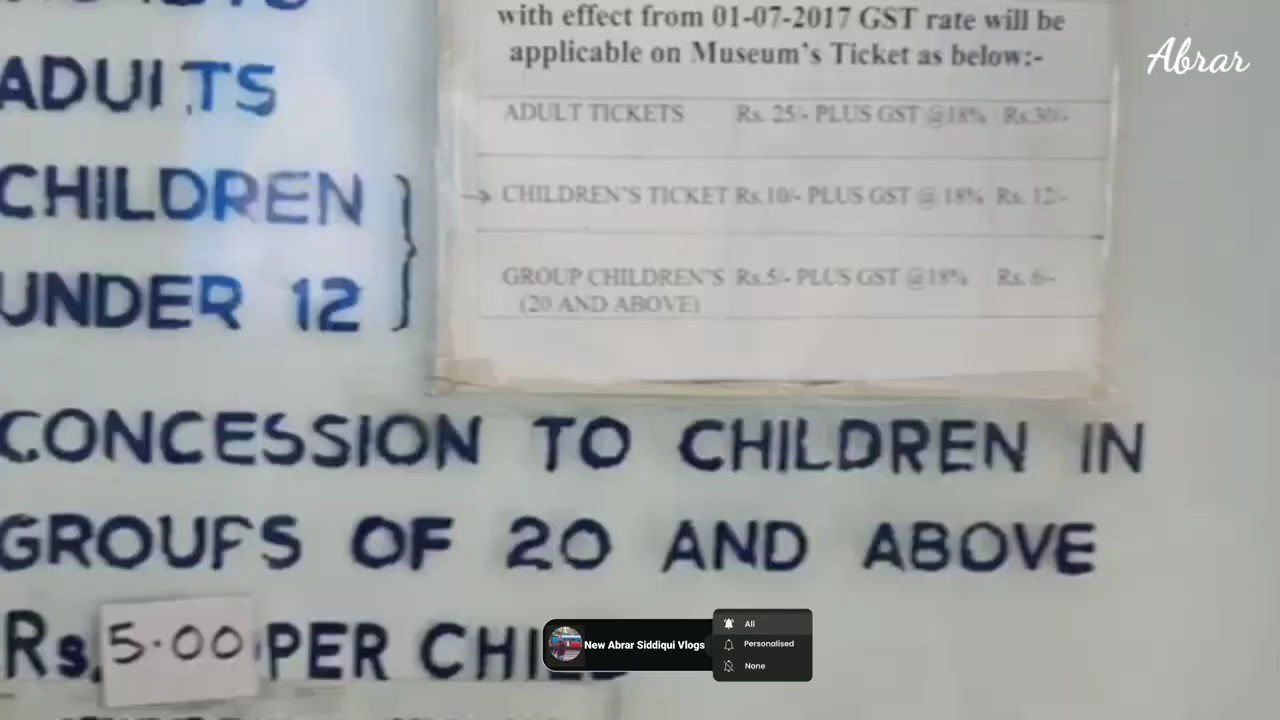 with effect from 01-07-2017 GST rate will be
applicable on Museum's Ticket as below:-
Abrar
ADULTS
ADULT TICKETS Rs. 25/- PLUS GST @18% Rs.30/-
CHILDREN
CHILDREN'S TICKET Rs.10/- PLUS GST @ 18% Rs. 12/-
UNDER 12
GROUP CHILDREN'S Rs.5/- PLUS GST @18% Rs. 6/-
(20 AND ABOVE)
CONCESSION TO CHILDREN IN
GROUPS OF 20 AND ABOVE
Rs. 5.00 PER CHILD
New Abrar Siddiqui Vlogs
All
Personalised
None